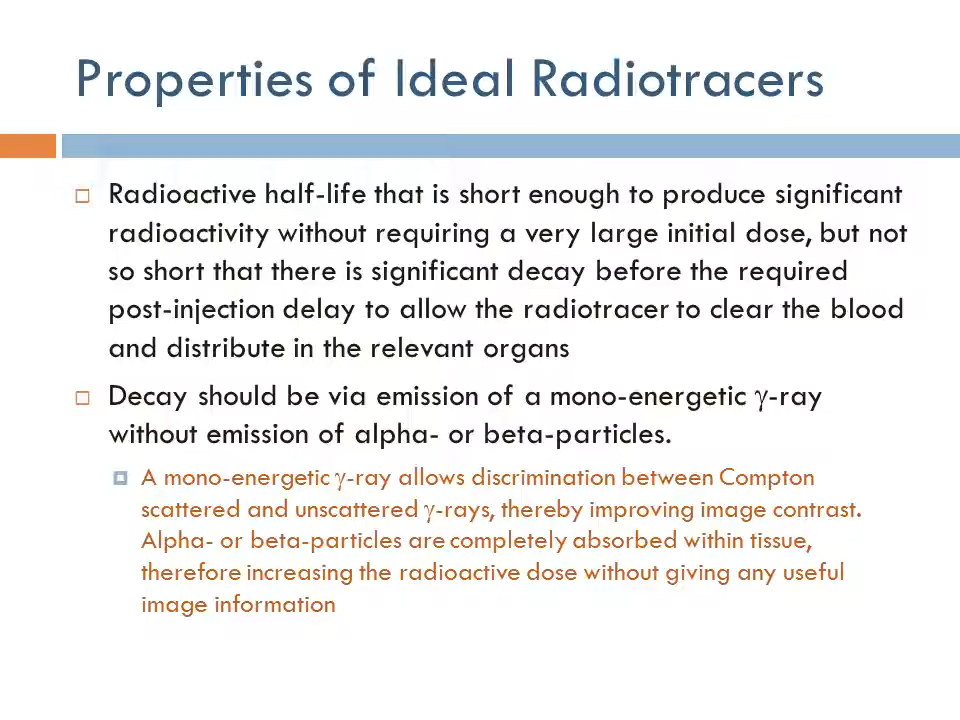 Properties of Ideal Radiotracers
Radioactive half-life that is short enough to produce significant
radioactivity without requiring a very large initial dose, but not
so short that there is significant decay before the required
post-injection delay to allow the radiotracer to clear the blood
and distribute in the relevant organs
Decay should be via emission of a mono-energetic γ-ray
without emission of alpha- or beta-particles.
A mono-energetic γ-ray allows discrimination between Compton
scattered and unscattered γ-rays, thereby improving image contrast.
Alpha- or beta-particles are completely absorbed within tissue,
therefore increasing the radioactive dose without giving any useful
image information